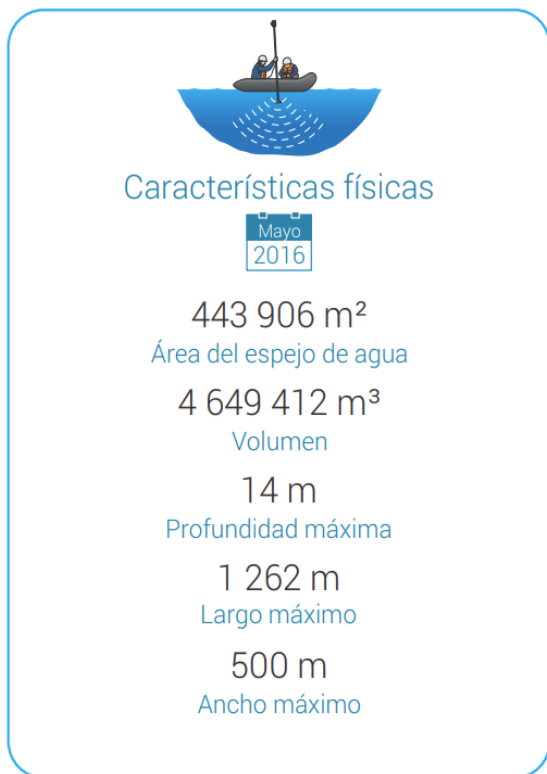 Características físicas
Mayo
2016
443 906 m²
Área del espejo de agua
4 649 412 m³
Volumen
14 m
Profundidad máxima
1 262 m
Largo máximo
500 m
Ancho máximo